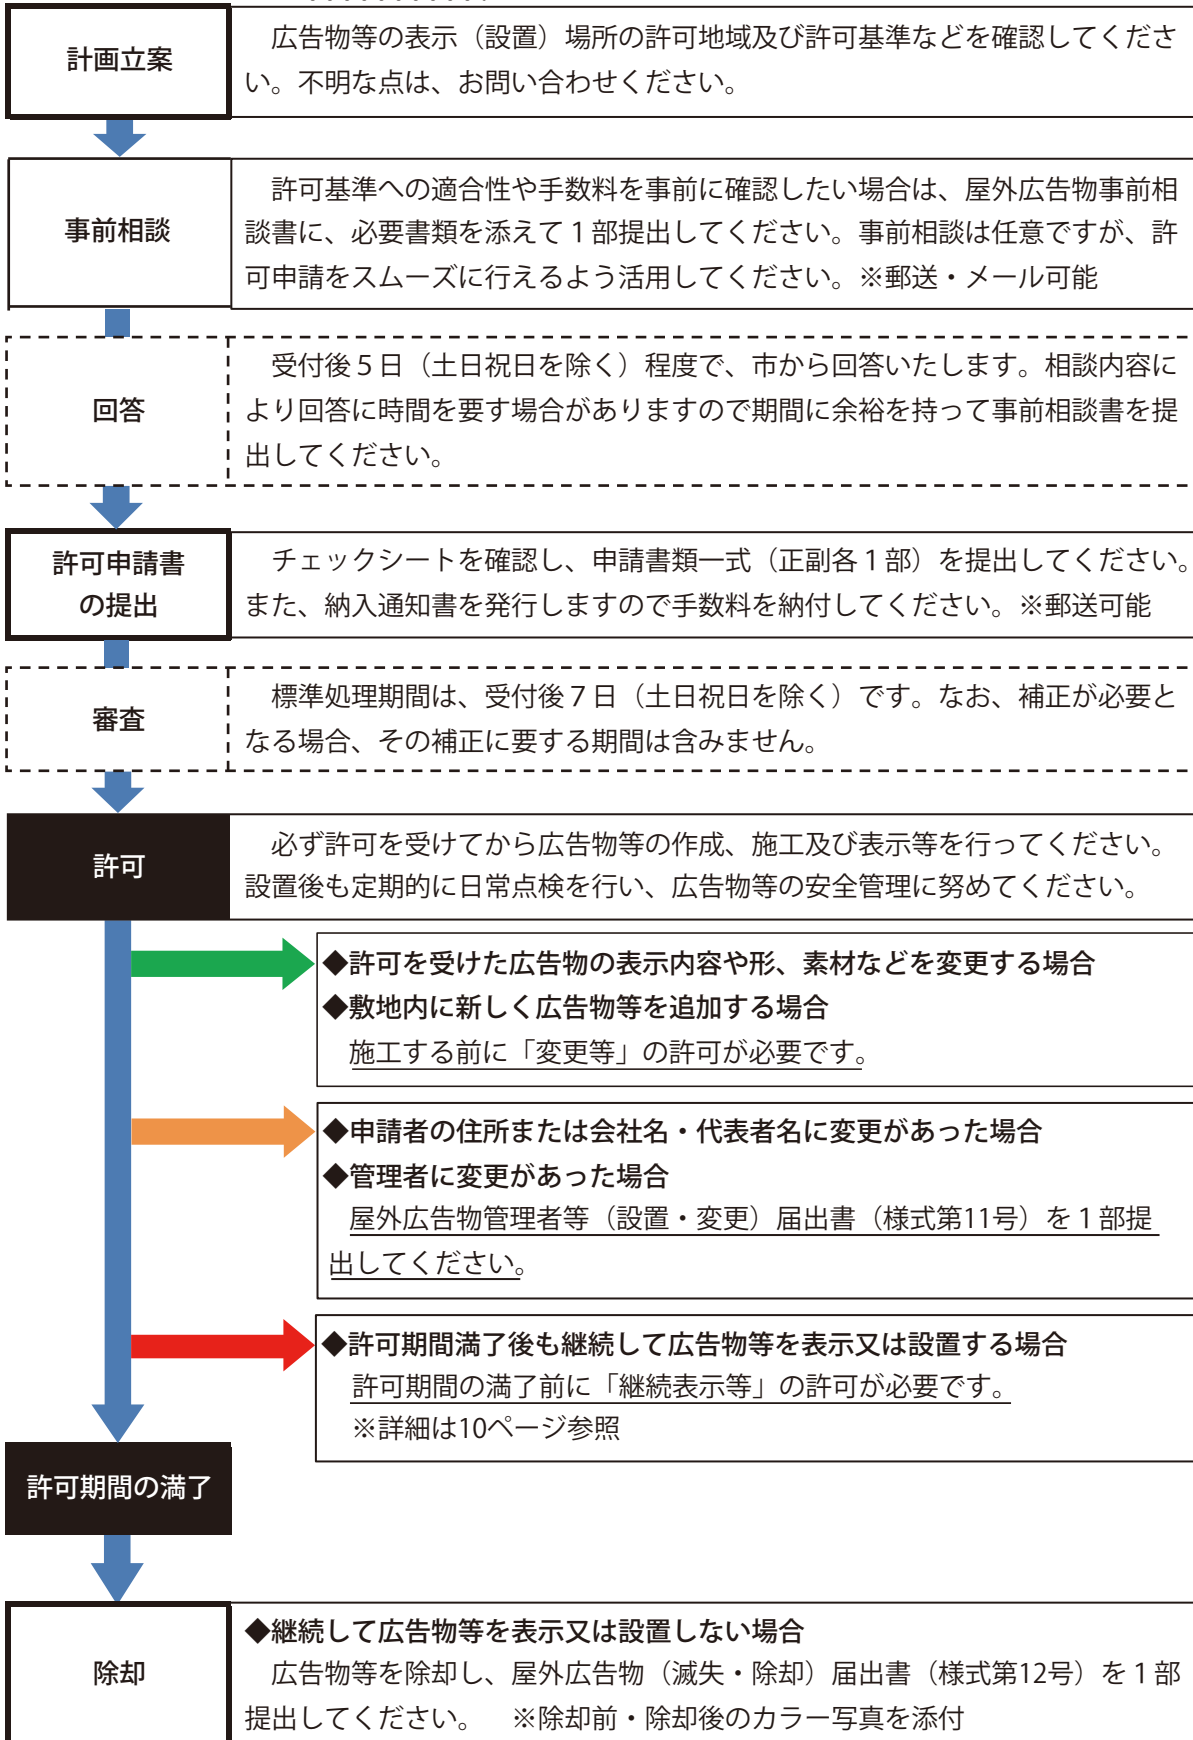 計画立案
　広告物等の表示（設置）場所の許可地域及び許可基準などを確認してくださ
い。不明な点は、お問い合わせください。
事前相談
　許可基準への適合性や手数料を事前に確認したい場合は、屋外広告物事前相
談書に、必要書類を添えて１部提出してください。事前相談は任意ですが、許
可申請をスムーズに行えるよう活用してください。※郵送・メール可能
回答
　受付後５日（土日祝日を除く）程度で、市から回答いたします。相談内容に
より回答に時間を要す場合がありますので期間に余裕を持って事前相談書を提
出してください。
許可申請書
の提出
　チェックシートを確認し、申請書類一式（正副各１部）を提出してください。
また、納入通知書を発行しますので手数料を納付してください。※郵送可能
審査
　標準処理期間は、受付後７日（土日祝日を除く）です。なお、補正が必要と
なる場合、その補正に要する期間は含みません。
許可
　必ず許可を受けてから広告物等の作成、施工及び表示等を行ってください。
設置後も定期的に日常点検を行い、広告物等の安全管理に努めてください。
◆許可を受けた広告物の表示内容や形、素材などを変更する場合
◆敷地内に新しく広告物等を追加する場合
　施工する前に「変更等」の許可が必要です。
◆申請者の住所または会社名・代表者名に変更があった場合
◆管理者に変更があった場合
　屋外広告物管理者等（設置・変更）届出書（様式第11号）を１部提
出してください。
◆許可期間満了後も継続して広告物等を表示又は設置する場合
　許可期間の満了前に「継続表示等」の許可が必要です。
　※詳細は10ページ参照
許可期間の満了
除却
◆継続して広告物等を表示又は設置しない場合
　広告物等を除却し、屋外広告物（滅失・除却）届出書（様式第12号）を１部
提出してください。　※除却前・除却後のカラー写真を添付